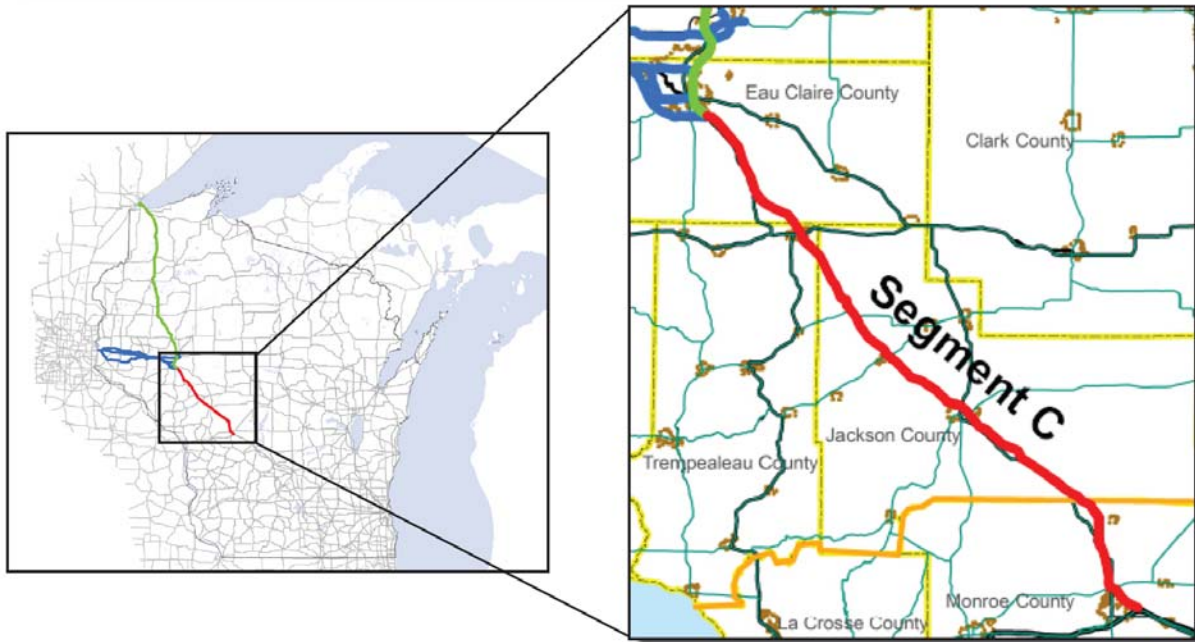 Eau Claire County
Clark County
Segment C
Jackson County
Trempealeau County
Monroe County
La Crosse County